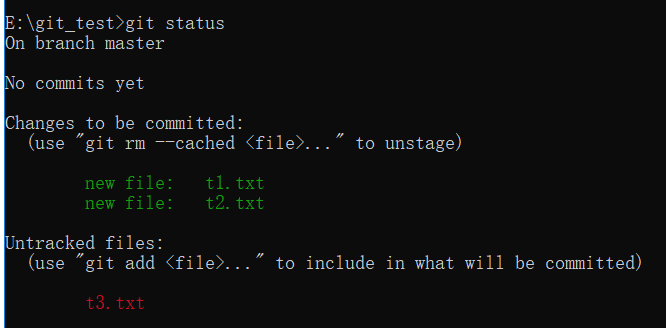 E:\git_test>git status
On branch master
No commits yet
Changes to be committed:
(use "git rm --cached <file>..." to unstage)
new file: t1.txt
new file: t2.txt
Untracked files:
(use "git add <file>..." to include in what will be committed)
t3.txt